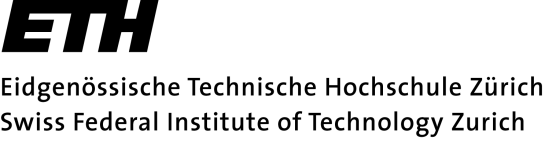 ETH
Eidgenössische Technische Hochschule Zürich
Swiss Federal Institute of Technology Zurich